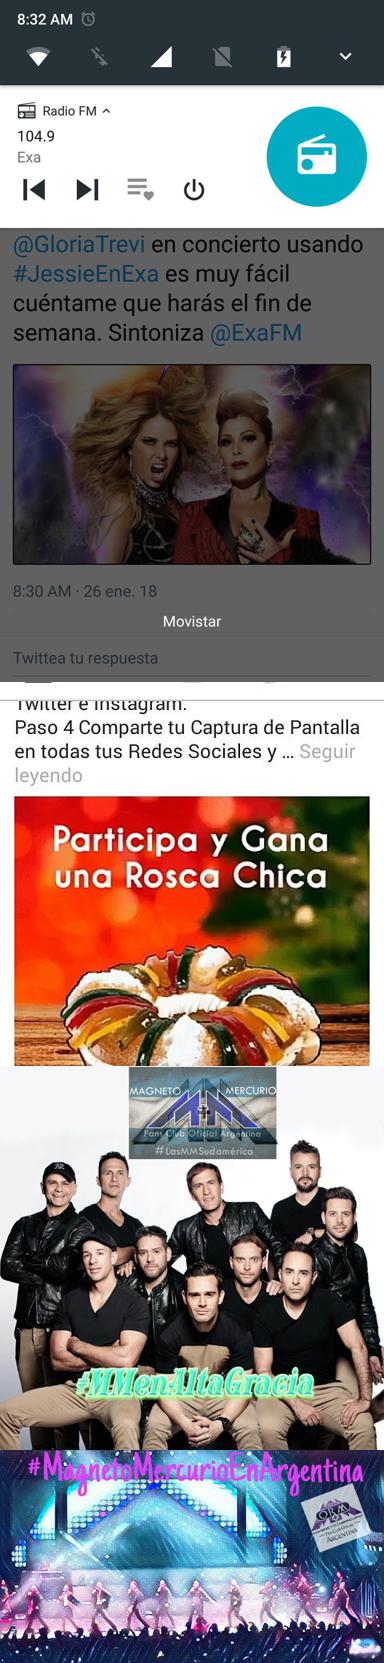 8:32 AM
Radio FM
104.9
Exa
@GloriaTrevi en concierto usando
#JessieEnExa es muy fácil
cuéntame que harás el fin de
semana. Sintoniza @ExaFM
8:30 AM · 26 ene. 18
Movistar
Twittea tu respuesta
Twitter e Instagram.
Paso 4 Comparte tu Captura de Pantalla
en todas tus Redes Sociales y ... Seguir
leyendo
Participa y Gana
una Rosca Chica
MAGNETO MERCURIO
Fans Club Oficial Argentino
#LasMMSudamérica
#MMenAltaGracia
#MagnetoMercurioEnArgentina
ARGENTINA